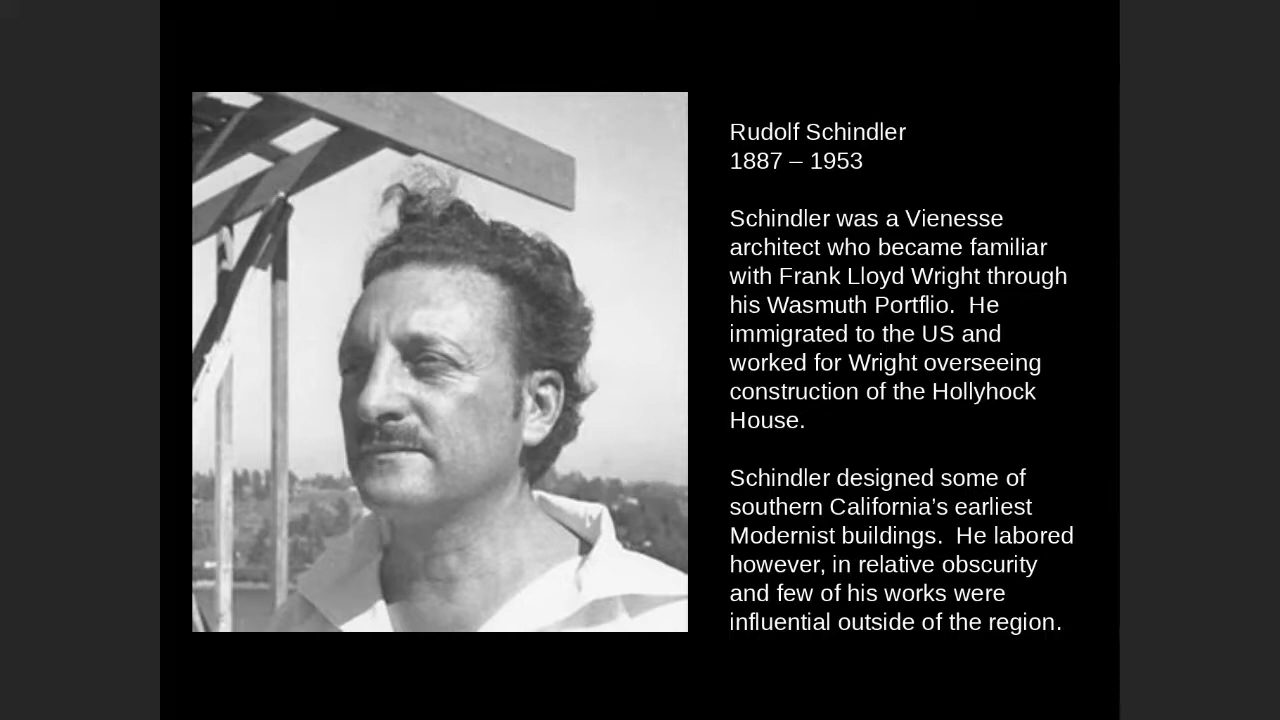 Rudolf Schindler
1887 – 1953
Schindler was a Vienesse
architect who became familiar
with Frank Lloyd Wright through
his Wasmuth Portflio.  He
immigrated to the US and
worked for Wright overseeing
construction of the Hollyhock
House.
Schindler designed some of
southern California’s earliest
Modernist buildings.  He labored
however, in relative obscurity
and few of his works were
influential outside of the region.